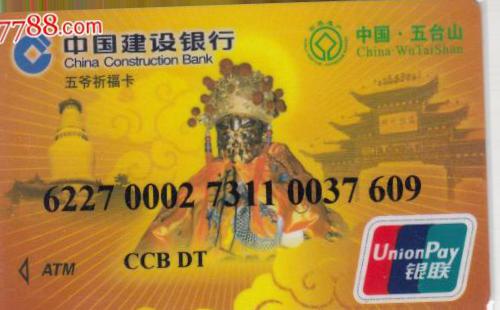 7788.com
中国建设银行
China Construction Bank
五爷祈福卡
中国·五台山
China·WuTaiShan
6227 0002 7311 0037 609
ATM
CCB DT
UnionPay
银联